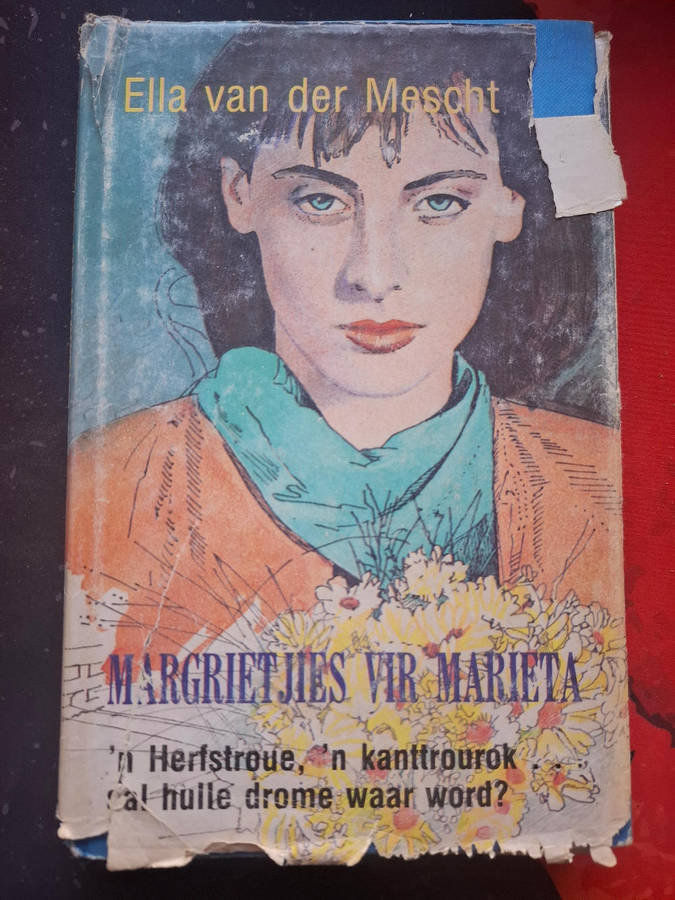 Ella van der Mescht
MARGRIETJIES VIR MARIETA
'n Herfstroue, 'n kanttrourok . . .
sal hulle drome waar word?